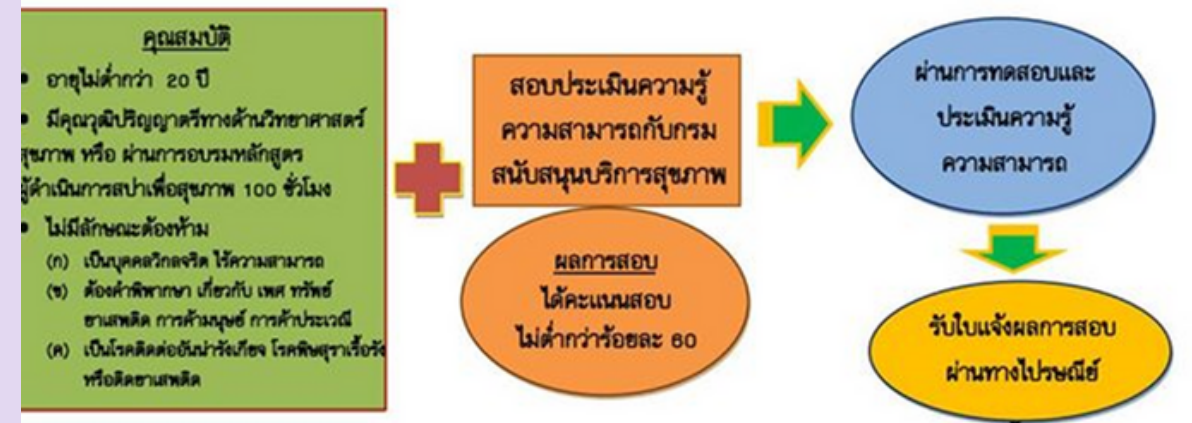 คุณสมบัติ
• อายุไม่ต่ำกว่า 20 ปี
• มีคุณวุฒิปริญญาตรีทางด้านวิทยาศาสตร์
สุขภาพ หรือ ผ่านการอบรมหลักสูตร
ผู้ดำเนินการสปาเพื่อสุขภาพ 100 ชั่วโมง
• ไม่มีลักษณะต้องห้าม
(ก) เป็นบุคคลวิกลจริต ไร้ความสามารถ
(ข) ต้องคำพิพากษา เกี่ยวกับ เพศ ทรัพย์
ยาเสพติด การค้ามนุษย์ การค้าประเวณี
(ค) เป็นโรคติดต่ออันน่ารังเกียจ โรคพิษสุราเรื้อรัง
หรือติดยาเสพติด
สอบประเมินความรู้
ความสามารถกับกรม
สนับสนุนบริการสุขภาพ
ผลการสอบ
ได้คะแนนสอบ
ไม่ต่ำกว่าร้อยละ 60
ผ่านการทดสอบและ
ประเมินความรู้
ความสามารถ
รับใบแจ้งผลการสอบ
ผ่านทางไปรษณีย์